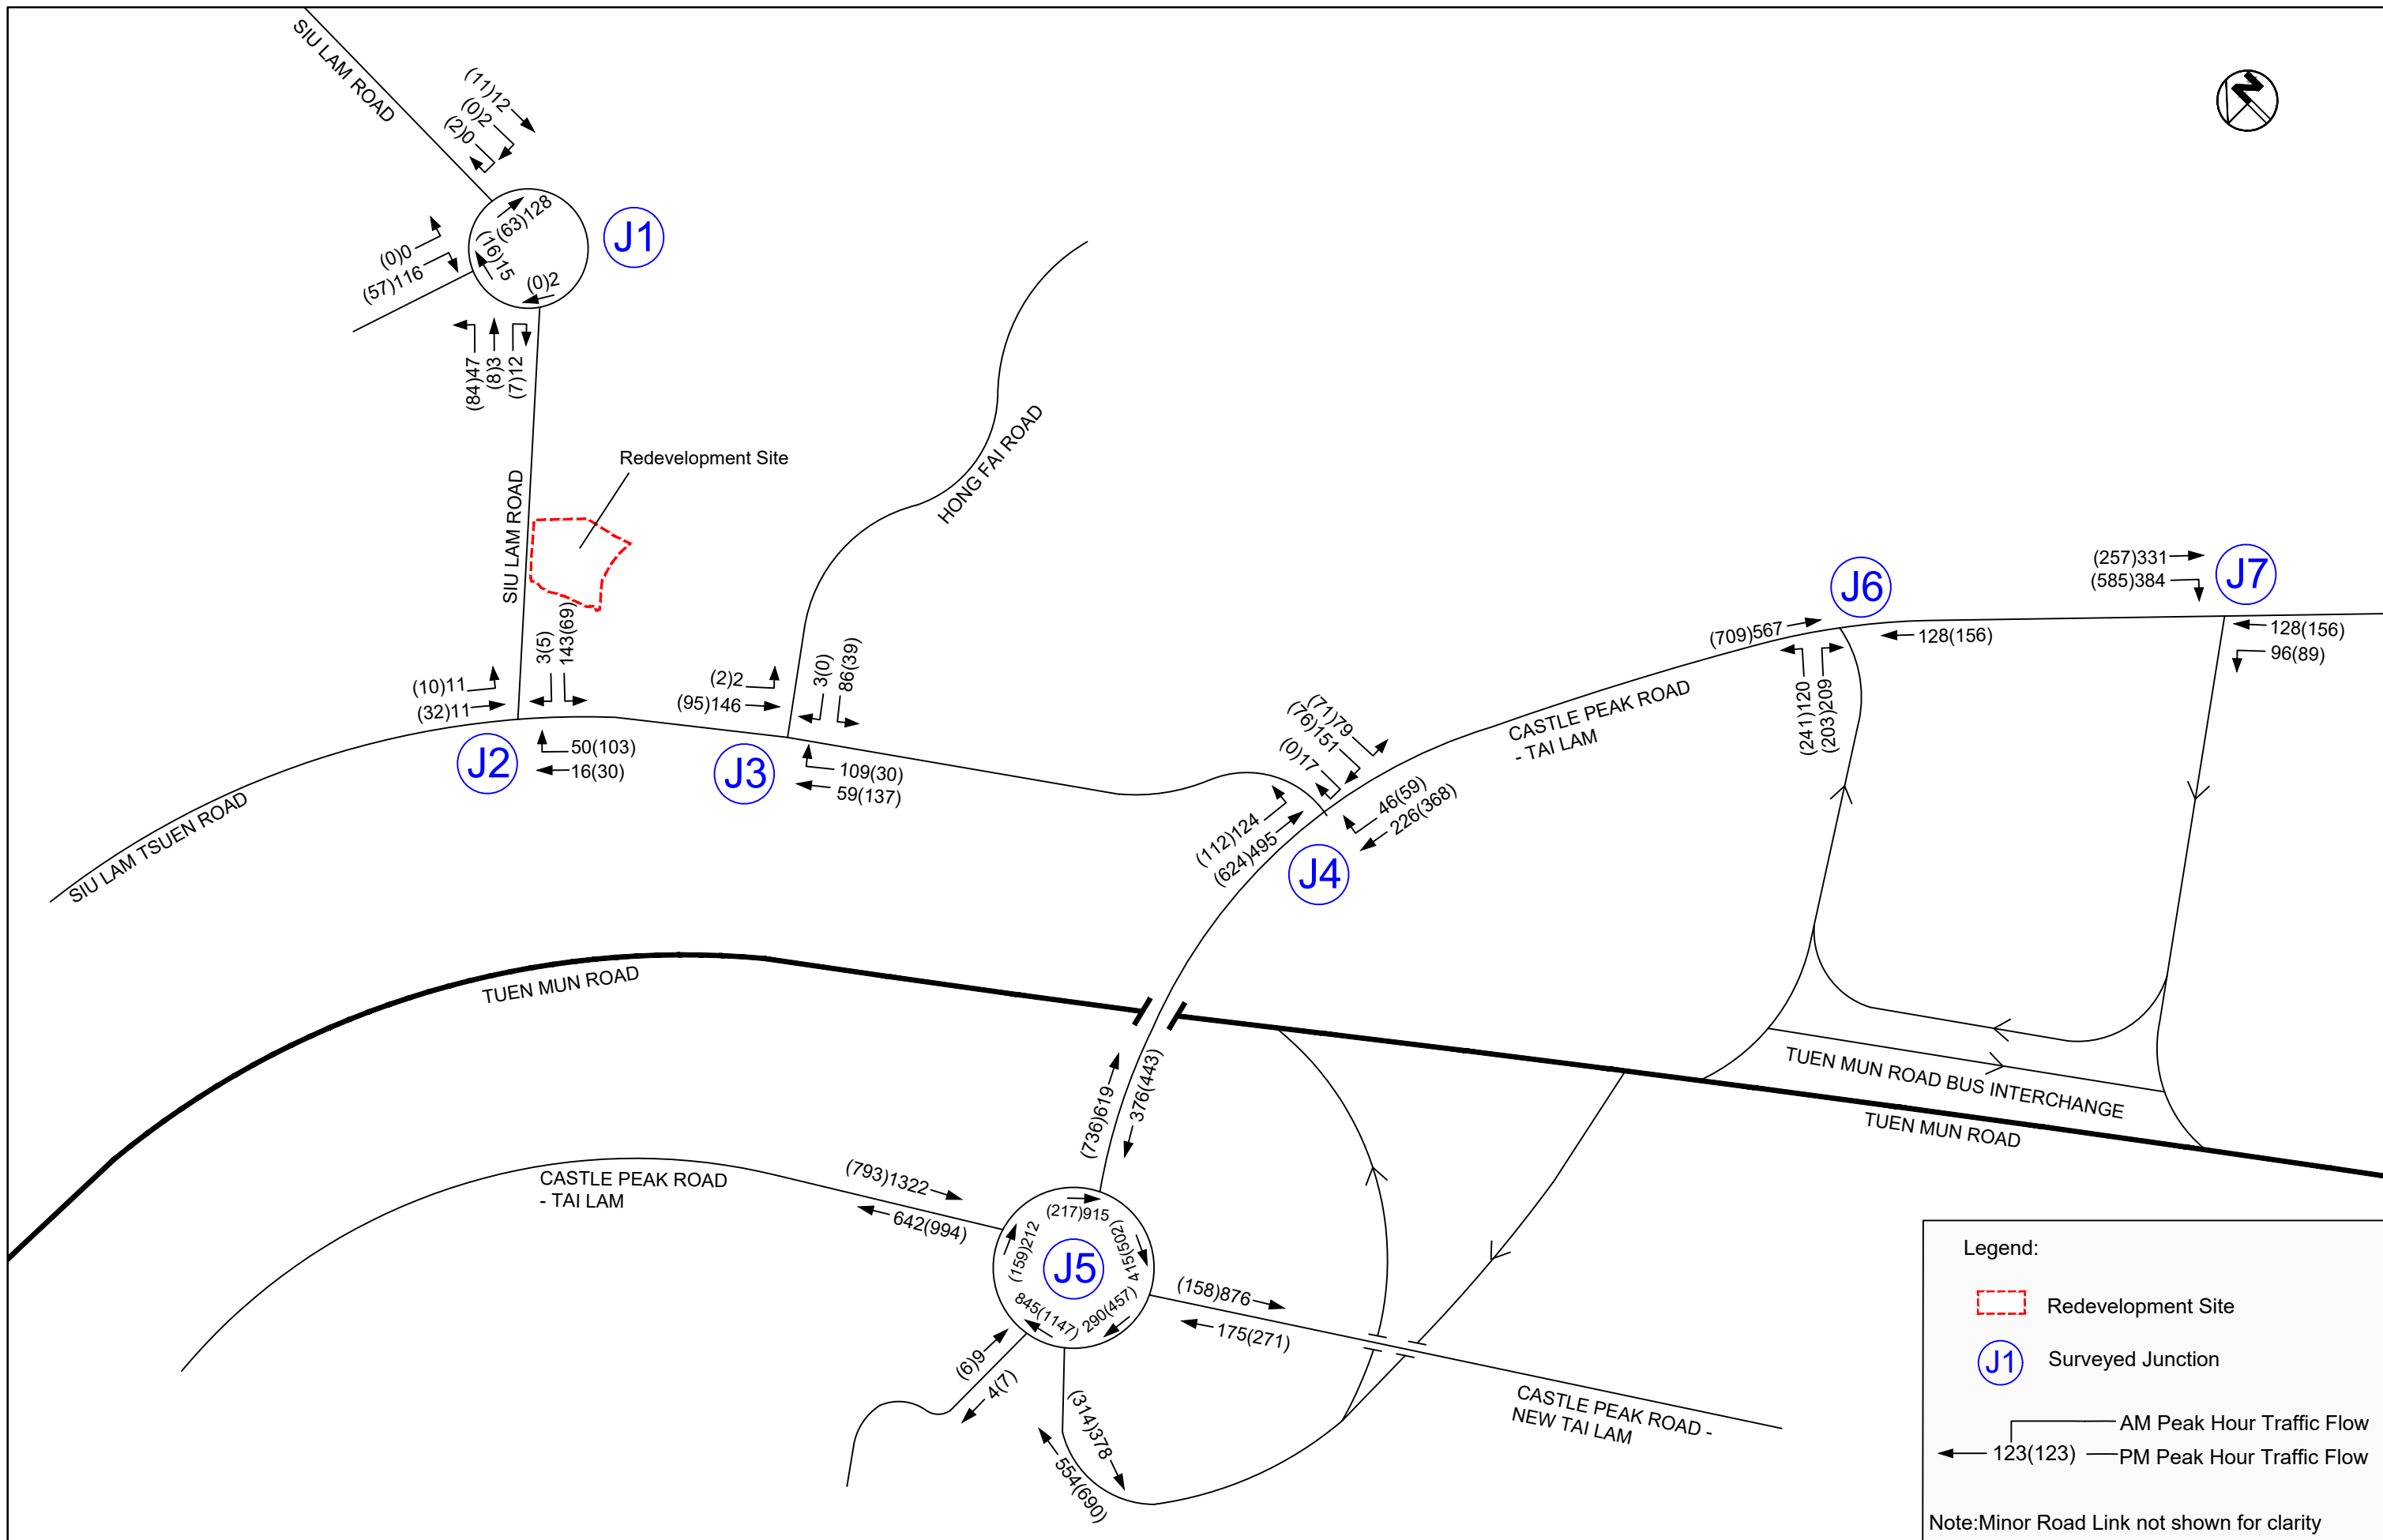 SIU LAM ROAD
(11)12
(0)2
(2)0
(63)128
(16)15
(0)2
J1
(0)0
(57)116
(84)47
(8)3
(7)12
Redevelopment Site
SIU LAM ROAD
HONG FAI ROAD
3(5)
143(69)
(10)11
(32)11
J2
50(103)
16(30)
(2)2
(95)146
3(0)
86(39)
J3
109(30)
59(137)
SIU LAM TSUEN ROAD
(71)79
(76)151
(0)17
(112)124
(624)495
46(59)
226(368)
J4
CASTLE PEAK ROAD
- TAI LAM
(709)567
J6
128(156)
(241)120
(203)209
(257)331
(585)384
J7
128(156)
96(89)
TUEN MUN ROAD
TUEN MUN ROAD BUS INTERCHANGE
TUEN MUN ROAD
(736)619
376(443)
CASTLE PEAK ROAD
- TAI LAM
(793)1322
642(994)
(217)915
415(502)
(159)212
J5
845(1147)
290(457)
(158)876
175(271)
(6)9
4(7)
(314)378
554(690)
CASTLE PEAK ROAD -
NEW TAI LAM
Legend:
Redevelopment Site
J1
Surveyed Junction
AM Peak Hour Traffic Flow
123(123)
PM Peak Hour Traffic Flow
Note:Minor Road Link not shown for clarity
N